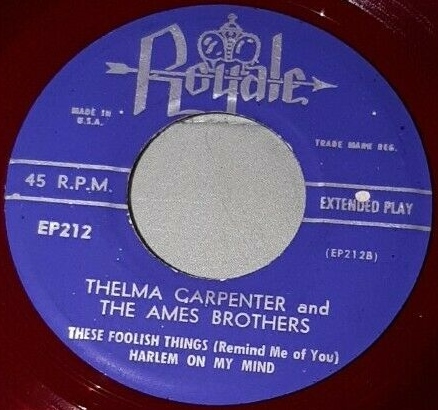 Royale
MADE IN
U.S.A.
TRADE MARK REG.
45 R.P.M.
EXTENDED PLAY
EP212
(EP212B)
THELMA CARPENTER and
THE AMES BROTHERS
THESE FOOLISH THINGS (Remind Me of You)
HARLEM ON MY MIND